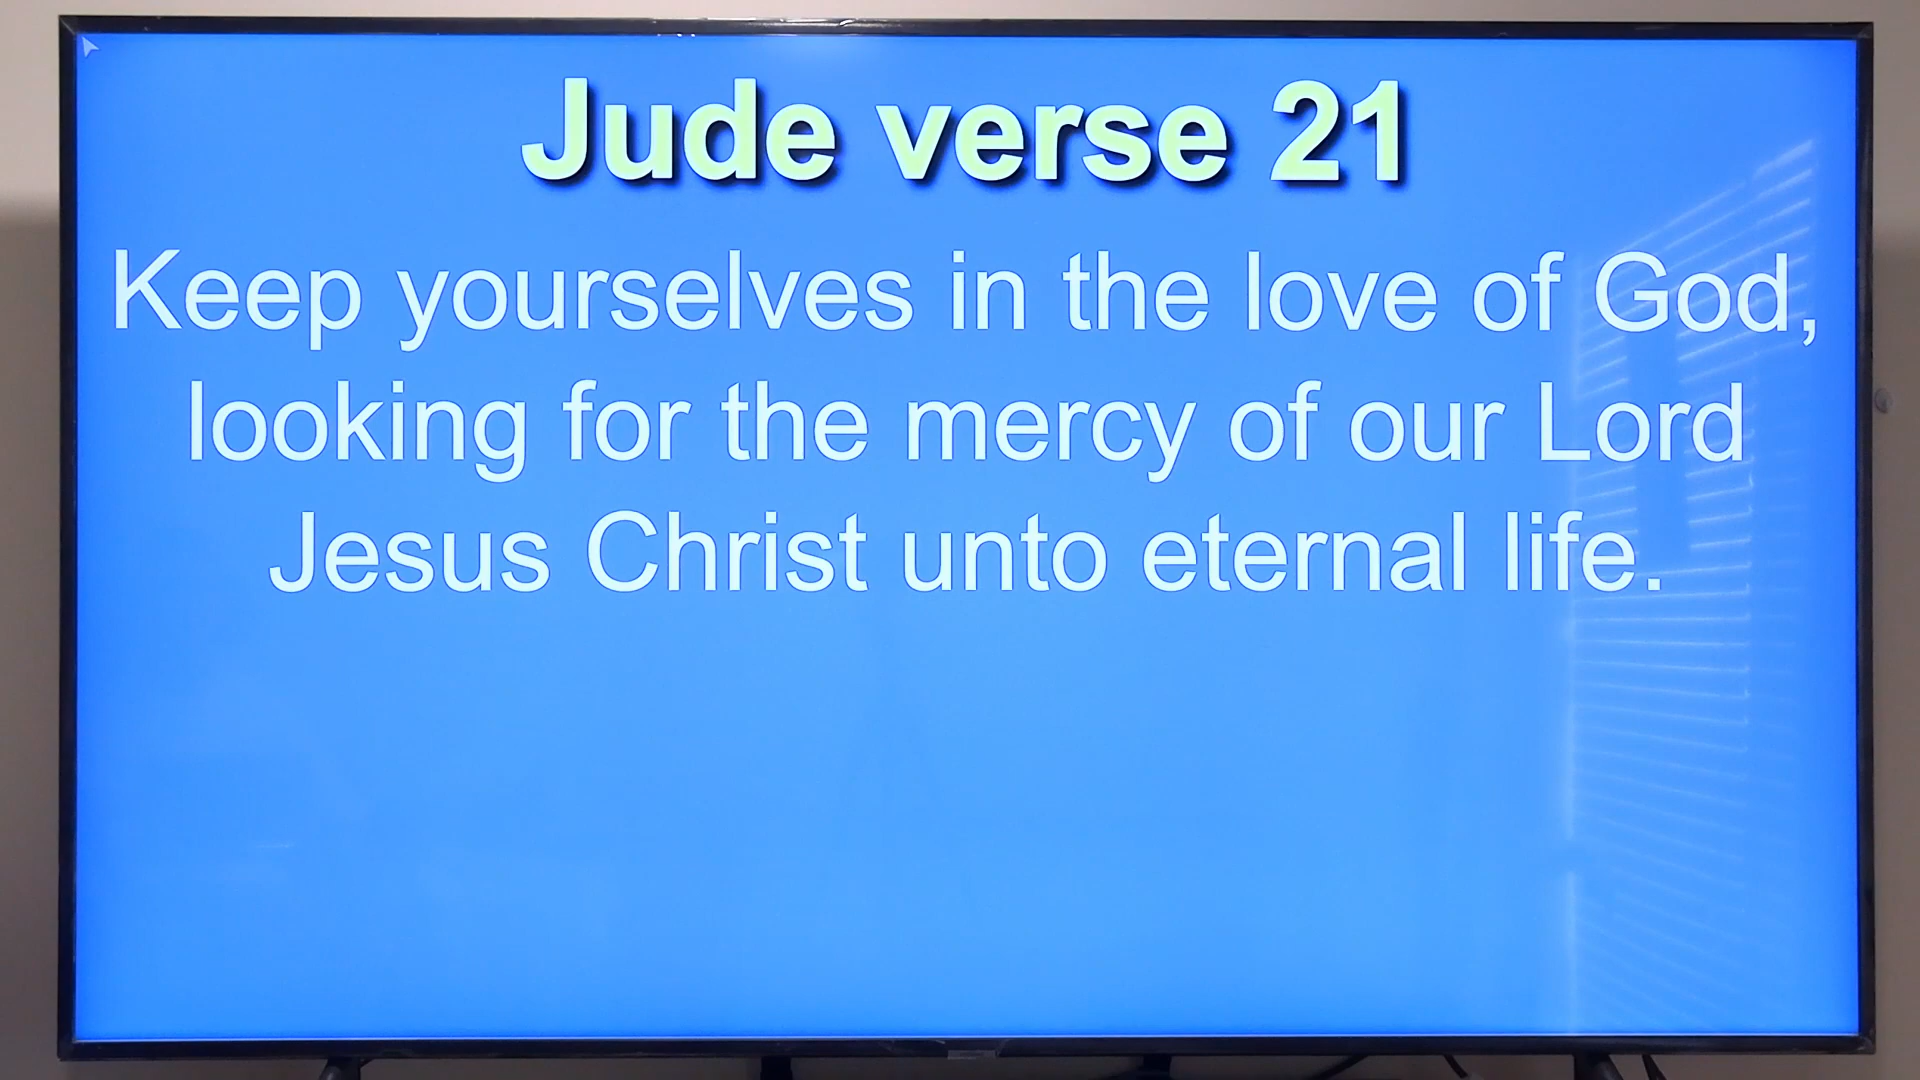 Jude verse 21
Keep yourselves in the love of God,
looking for the mercy of our Lord
Jesus Christ unto eternal life.